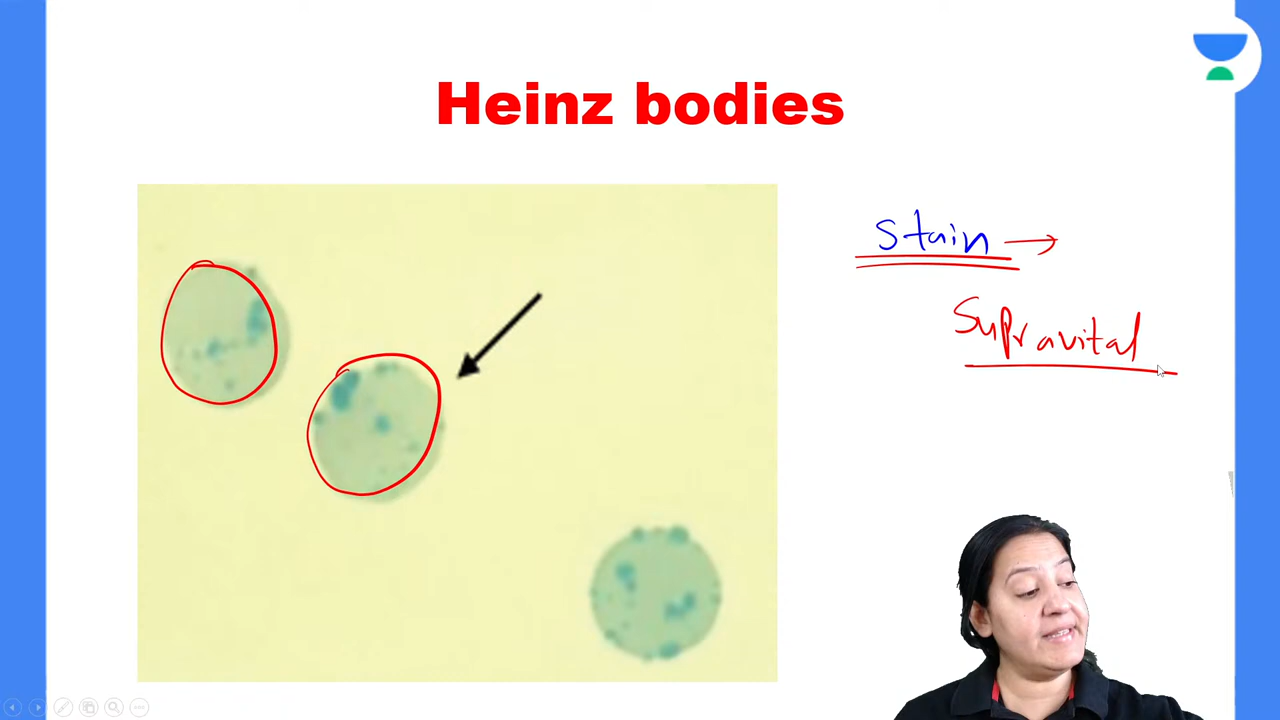 Heinz bodies
stain →
Supravital